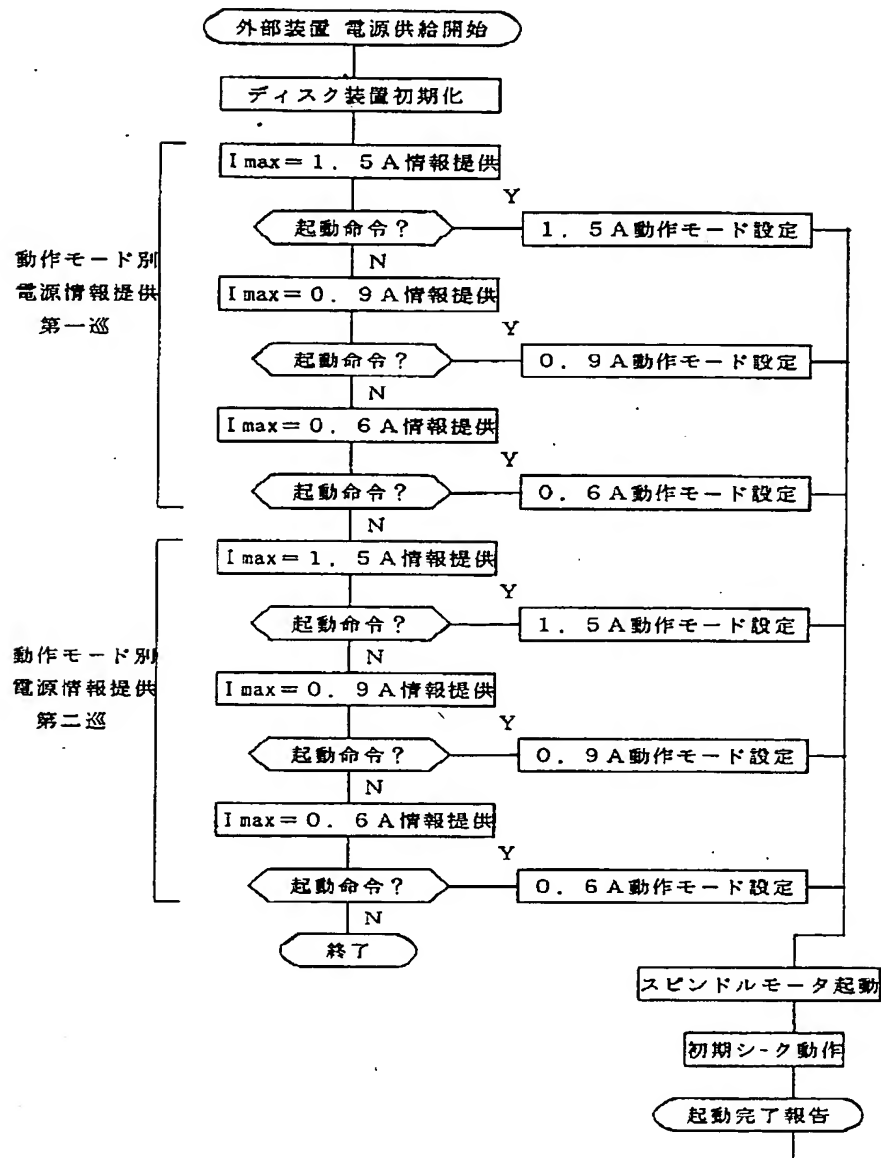 外部装置 電源供給開始
ディスク装置初期化
Imax=1.5A情報提供
Y
起動命令?
1.5A動作モード設定
N
動作モード別
電源情報提供
第一巡
Imax=0.9A情報提供
Y
起動命令?
0.9A動作モード設定
N
Imax=0.6A情報提供
Y
起動命令?
0.6A動作モード設定
N
Imax=1.5A情報提供
Y
起動命令?
1.5A動作モード設定
N
動作モード別
電源情報提供
第二巡
Imax=0.9A情報提供
Y
起動命令?
0.9A動作モード設定
N
Imax=0.6A情報提供
Y
起動命令?
0.6A動作モード設定
N
終了
スピンドルモータ起動
初期シーク動作
起動完了報告